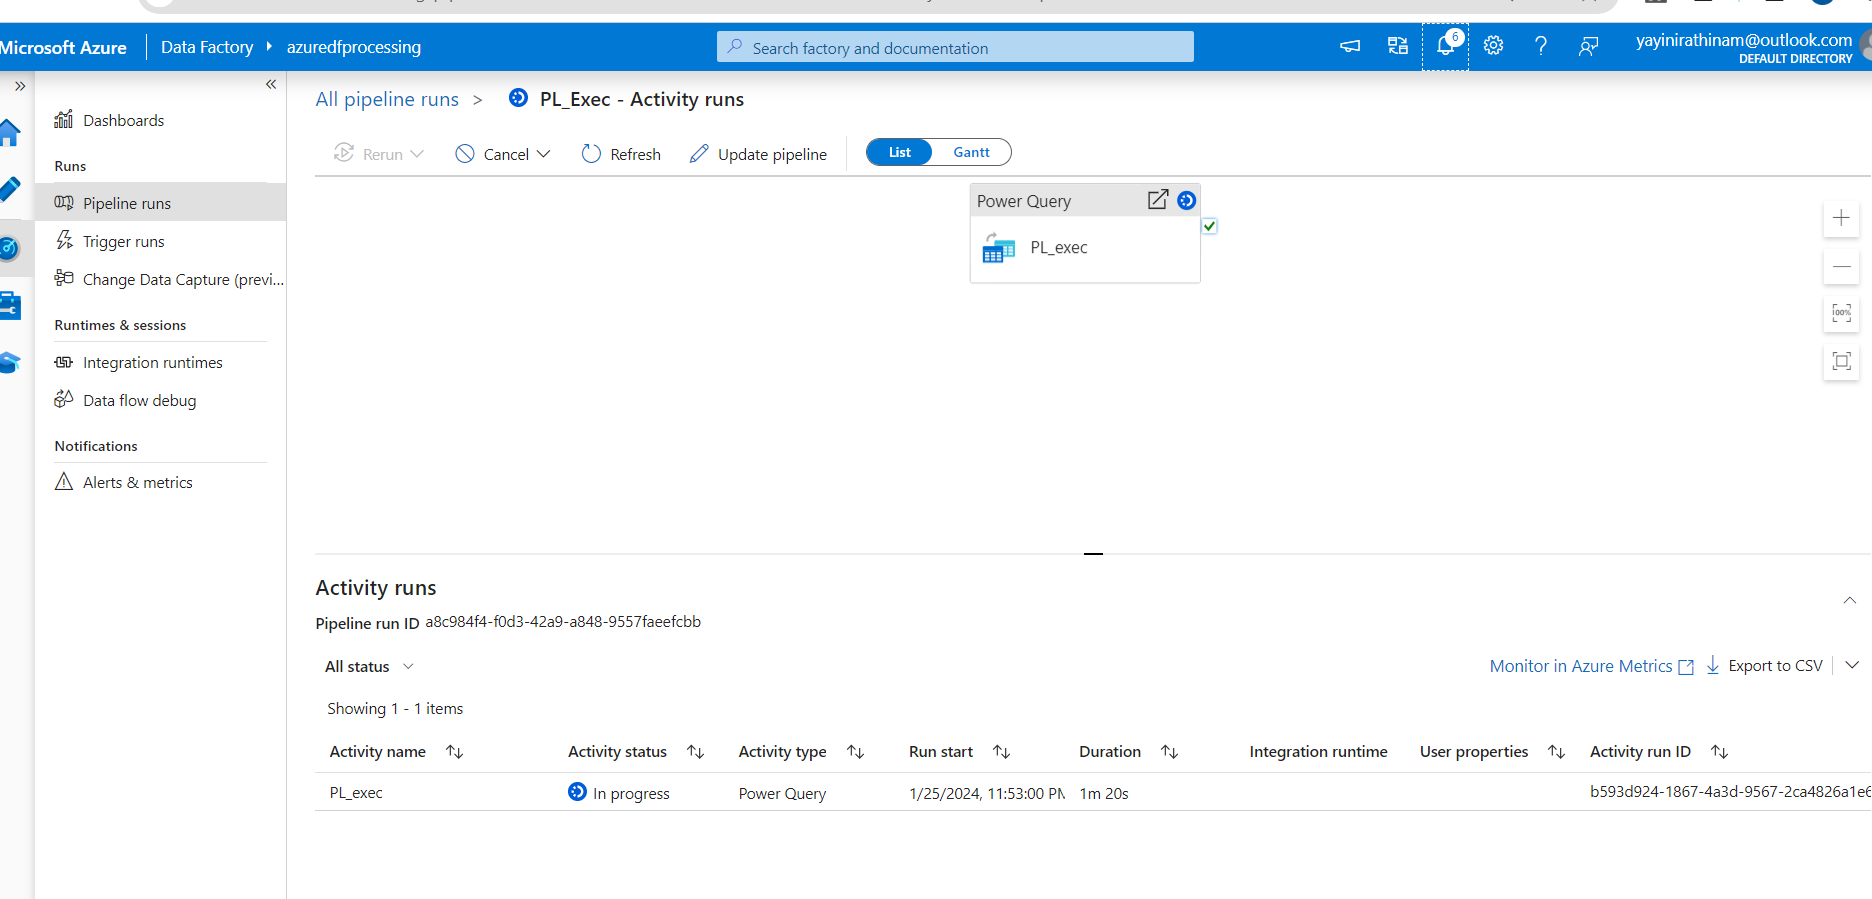 Microsoft Azure
Data Factory
azuredfprocessing
Search factory and documentation
6
yayinirathinam@outlook.com
DEFAULT DIRECTORY
Dashboards
Runs
Pipeline runs
Trigger runs
Change Data Capture (previ...
Runtimes & sessions
Integration runtimes
Data flow debug
Notifications
Alerts & metrics
All pipeline runs > PL_Exec - Activity runs
Rerun
Cancel
Refresh
Update pipeline
List
Gantt
Power Query
PL_exec
100%
Activity runs
Pipeline run ID a8c984f4-f0d3-42a9-a848-9557faeefcbb
All status
Monitor in Azure Metrics
Export to CSV
Showing 1 - 1 items
Activity name Activity status Activity type Run start Duration Integration runtime User properties Activity run ID
PL_exec In progress Power Query 1/25/2024, 11:53:00 PM 1m 20s b593d924-1867-4a3d-9567-2ca4826a1e6